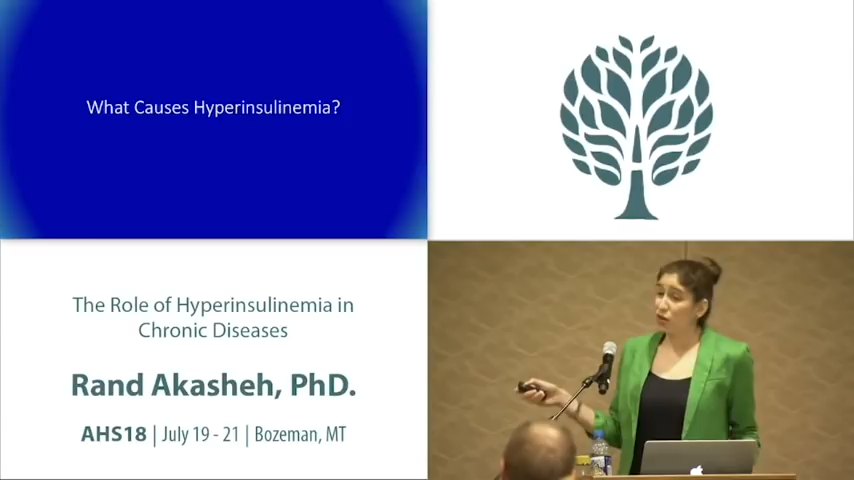 What Causes Hyperinsulinemia?
The Role of Hyperinsulinemia in
Chronic Diseases
Rand Akasheh, PhD.
AHS18 | July 19 - 21 | Bozeman, MT